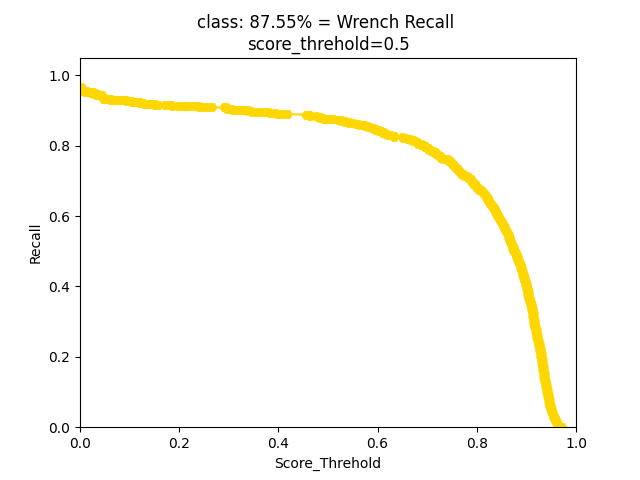 class: 87.55% = Wrench Recall
score_threhold=0.5
1.0
0.8
0.6
0.4
0.2
0.0
Recall
0.0 0.2 0.4 0.6 0.8 1.0
Score_Threhold